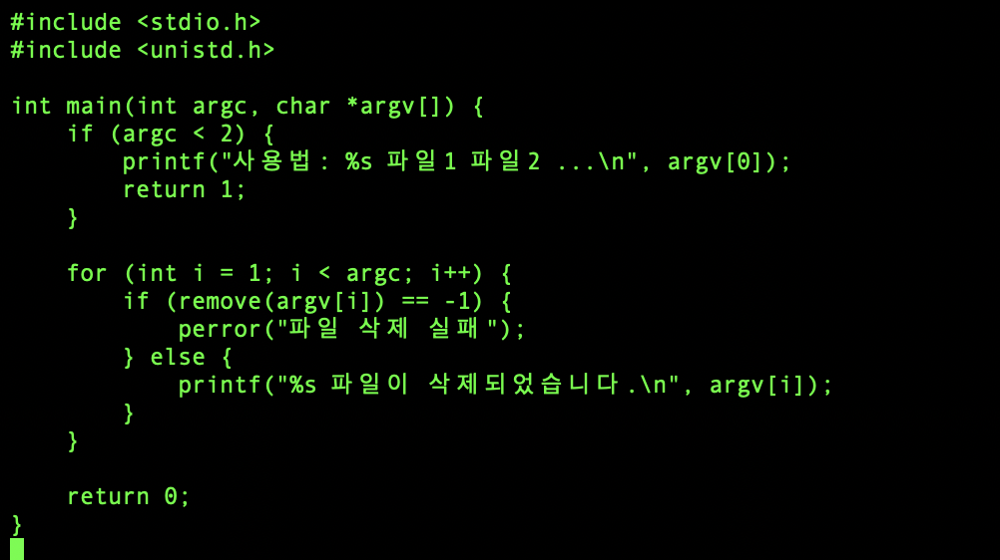 #include <stdio.h>
#include <unistd.h>

int main(int argc, char *argv[]) {
    if (argc < 2) {
        printf("사용법: %s 파일1 파일2 ...\n", argv[0]);
        return 1;
    }

    for (int i = 1; i < argc; i++) {
        if (remove(argv[i]) == -1) {
            perror("파일 삭제 실패");
        } else {
            printf("%s 파일이 삭제되었습니다.\n", argv[i]);
        }
    }

    return 0;
}